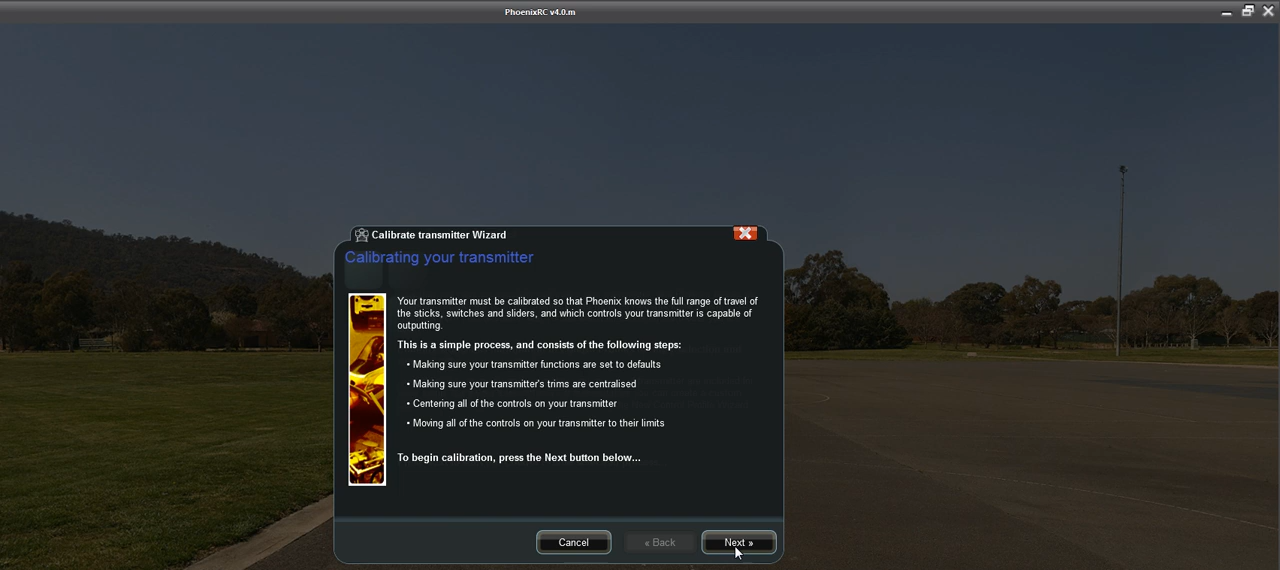 PhoenixRC v4.0.m
Calibrate transmitter Wizard
Calibrating your transmitter
Your transmitter must be calibrated so that Phoenix knows the full range of travel of
the sticks, switches and sliders, and which controls your transmitter is capable of
outputting.
This is a simple process, and consists of the following steps:
• Making sure your transmitter functions are set to defaults
• Making sure your transmitter's trims are centralised
• Centering all of the controls on your transmitter
• Moving all of the controls on your transmitter to their limits
To begin calibration, press the Next button below...
Cancel
« Back
Next »